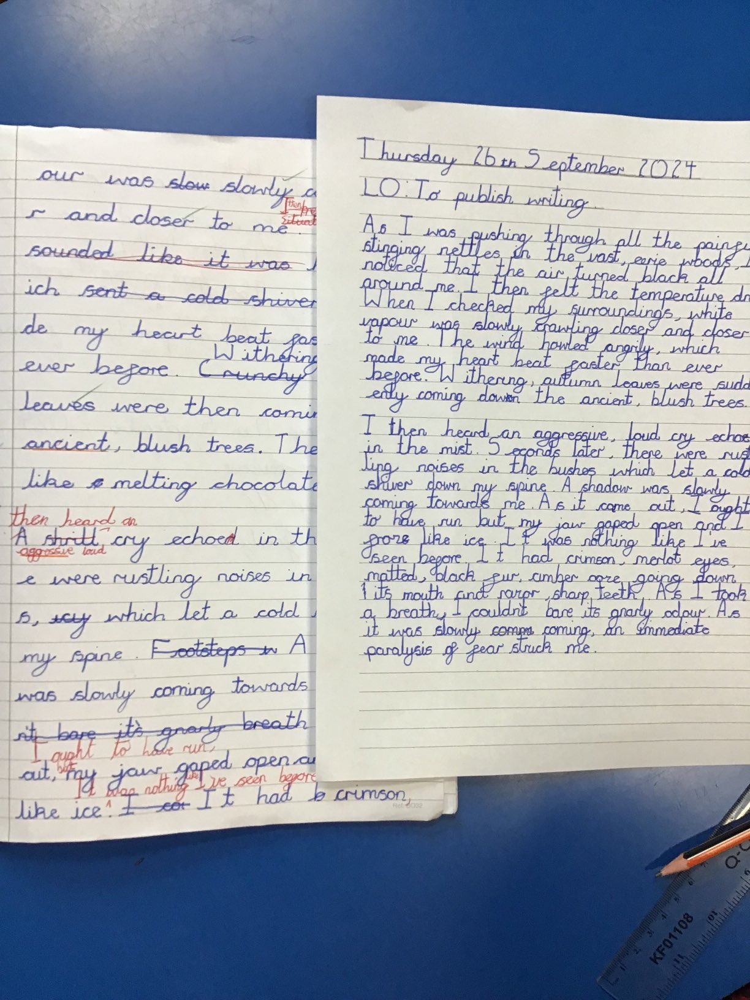 our was slow slowly
r and closer to me.
sounded like it was
ich sent a cold shiver
de my heart beat fas
Withering
ever before. Crunchy
leaves were then comin
ancient, blush trees. The
like melting chocolate
then heard an
A shrill, cry echoed in th
aggressive loud
e were rustling noises in
s, icy which let a cold
my spine. Footsteps w A
was slowly coming towards
n't bare it's gnarly breath
I ought to have run,
but
out, my jaw gaped open
It was nothing like I've seen before
like ice. I cou It had b crimson,
Ref: BO32
Thursday 26th September 2024
LO: To publish writing.
As I was pushing through all the painfu
stinging nettles in the vast, eerie woods, I
noticed that the air turned black all
around me. I then felt the temperature dr
When I checked my surroundings, white
vapour was slowly crawling closer and closer
to me. The wind howled angrily, which
made my heart beat faster than ever
before. Withering, autumn leaves were sudd
enly coming down the ancient, blush trees.
I then heard an aggressive, loud cry echoe
in the mist. Seconds later, there were rust
ling noises in the bushes which let a cold
shiver down my spine. A shadow was slowly
coming towards me. As it came out, I ought
to have run but my jaw gaped open and I
froze like ice. It was nothing like I've
seen before. It had crimson, merlot eyes,
matted, black fur, amber ooze going down
its mouth and razor, sharp teeth. As I took
a breath, I couldn't bare its gnarly odour. As
it was slowly comm coming, an immediate
paralysis of fear struck me.
KF01108